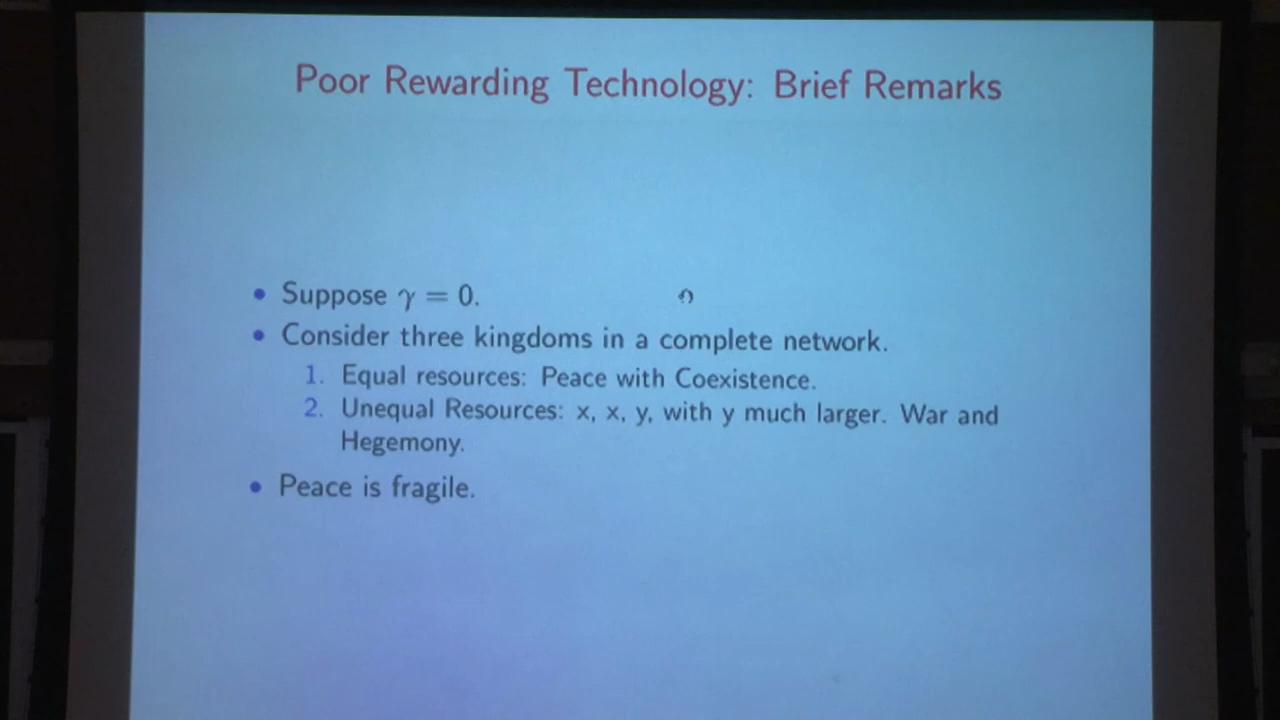 Poor Rewarding Technology: Brief Remarks
• Suppose γ = 0.
• Consider three kingdoms in a complete network.
1. Equal resources: Peace with Coexistence.
2. Unequal Resources: x, x, y, with y much larger. War and
Hegemony.
• Peace is fragile.